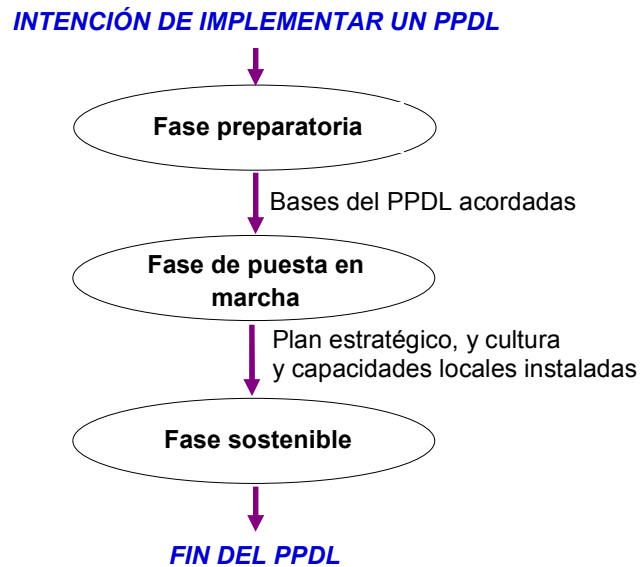 INTENCIÓN DE IMPLEMENTAR UN PPDL
Fase preparatoria
Bases del PPDL acordadas
Fase de puesta en
marcha
Plan estratégico, y cultura
y capacidades locales instaladas
Fase sostenible
FIN DEL PPDL